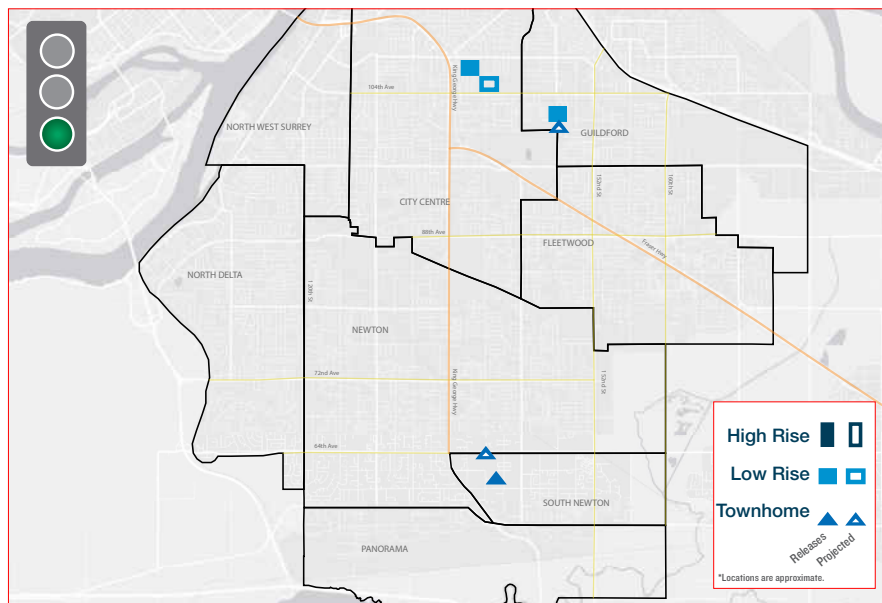 King George Hwy
104th Ave
NORTH WEST SURREY
GUILDFORD
152nd St
160th St
CITY CENTRE
88th Ave
FLEETWOOD
Fraser Hwy
NORTH DELTA
120th St
NEWTON
72nd Ave
King George Hwy
152nd St
64th Ave
SOUTH NEWTON
PANORAMA
High Rise
Low Rise
Townhome
Releases
Projected
*Locations are approximate.